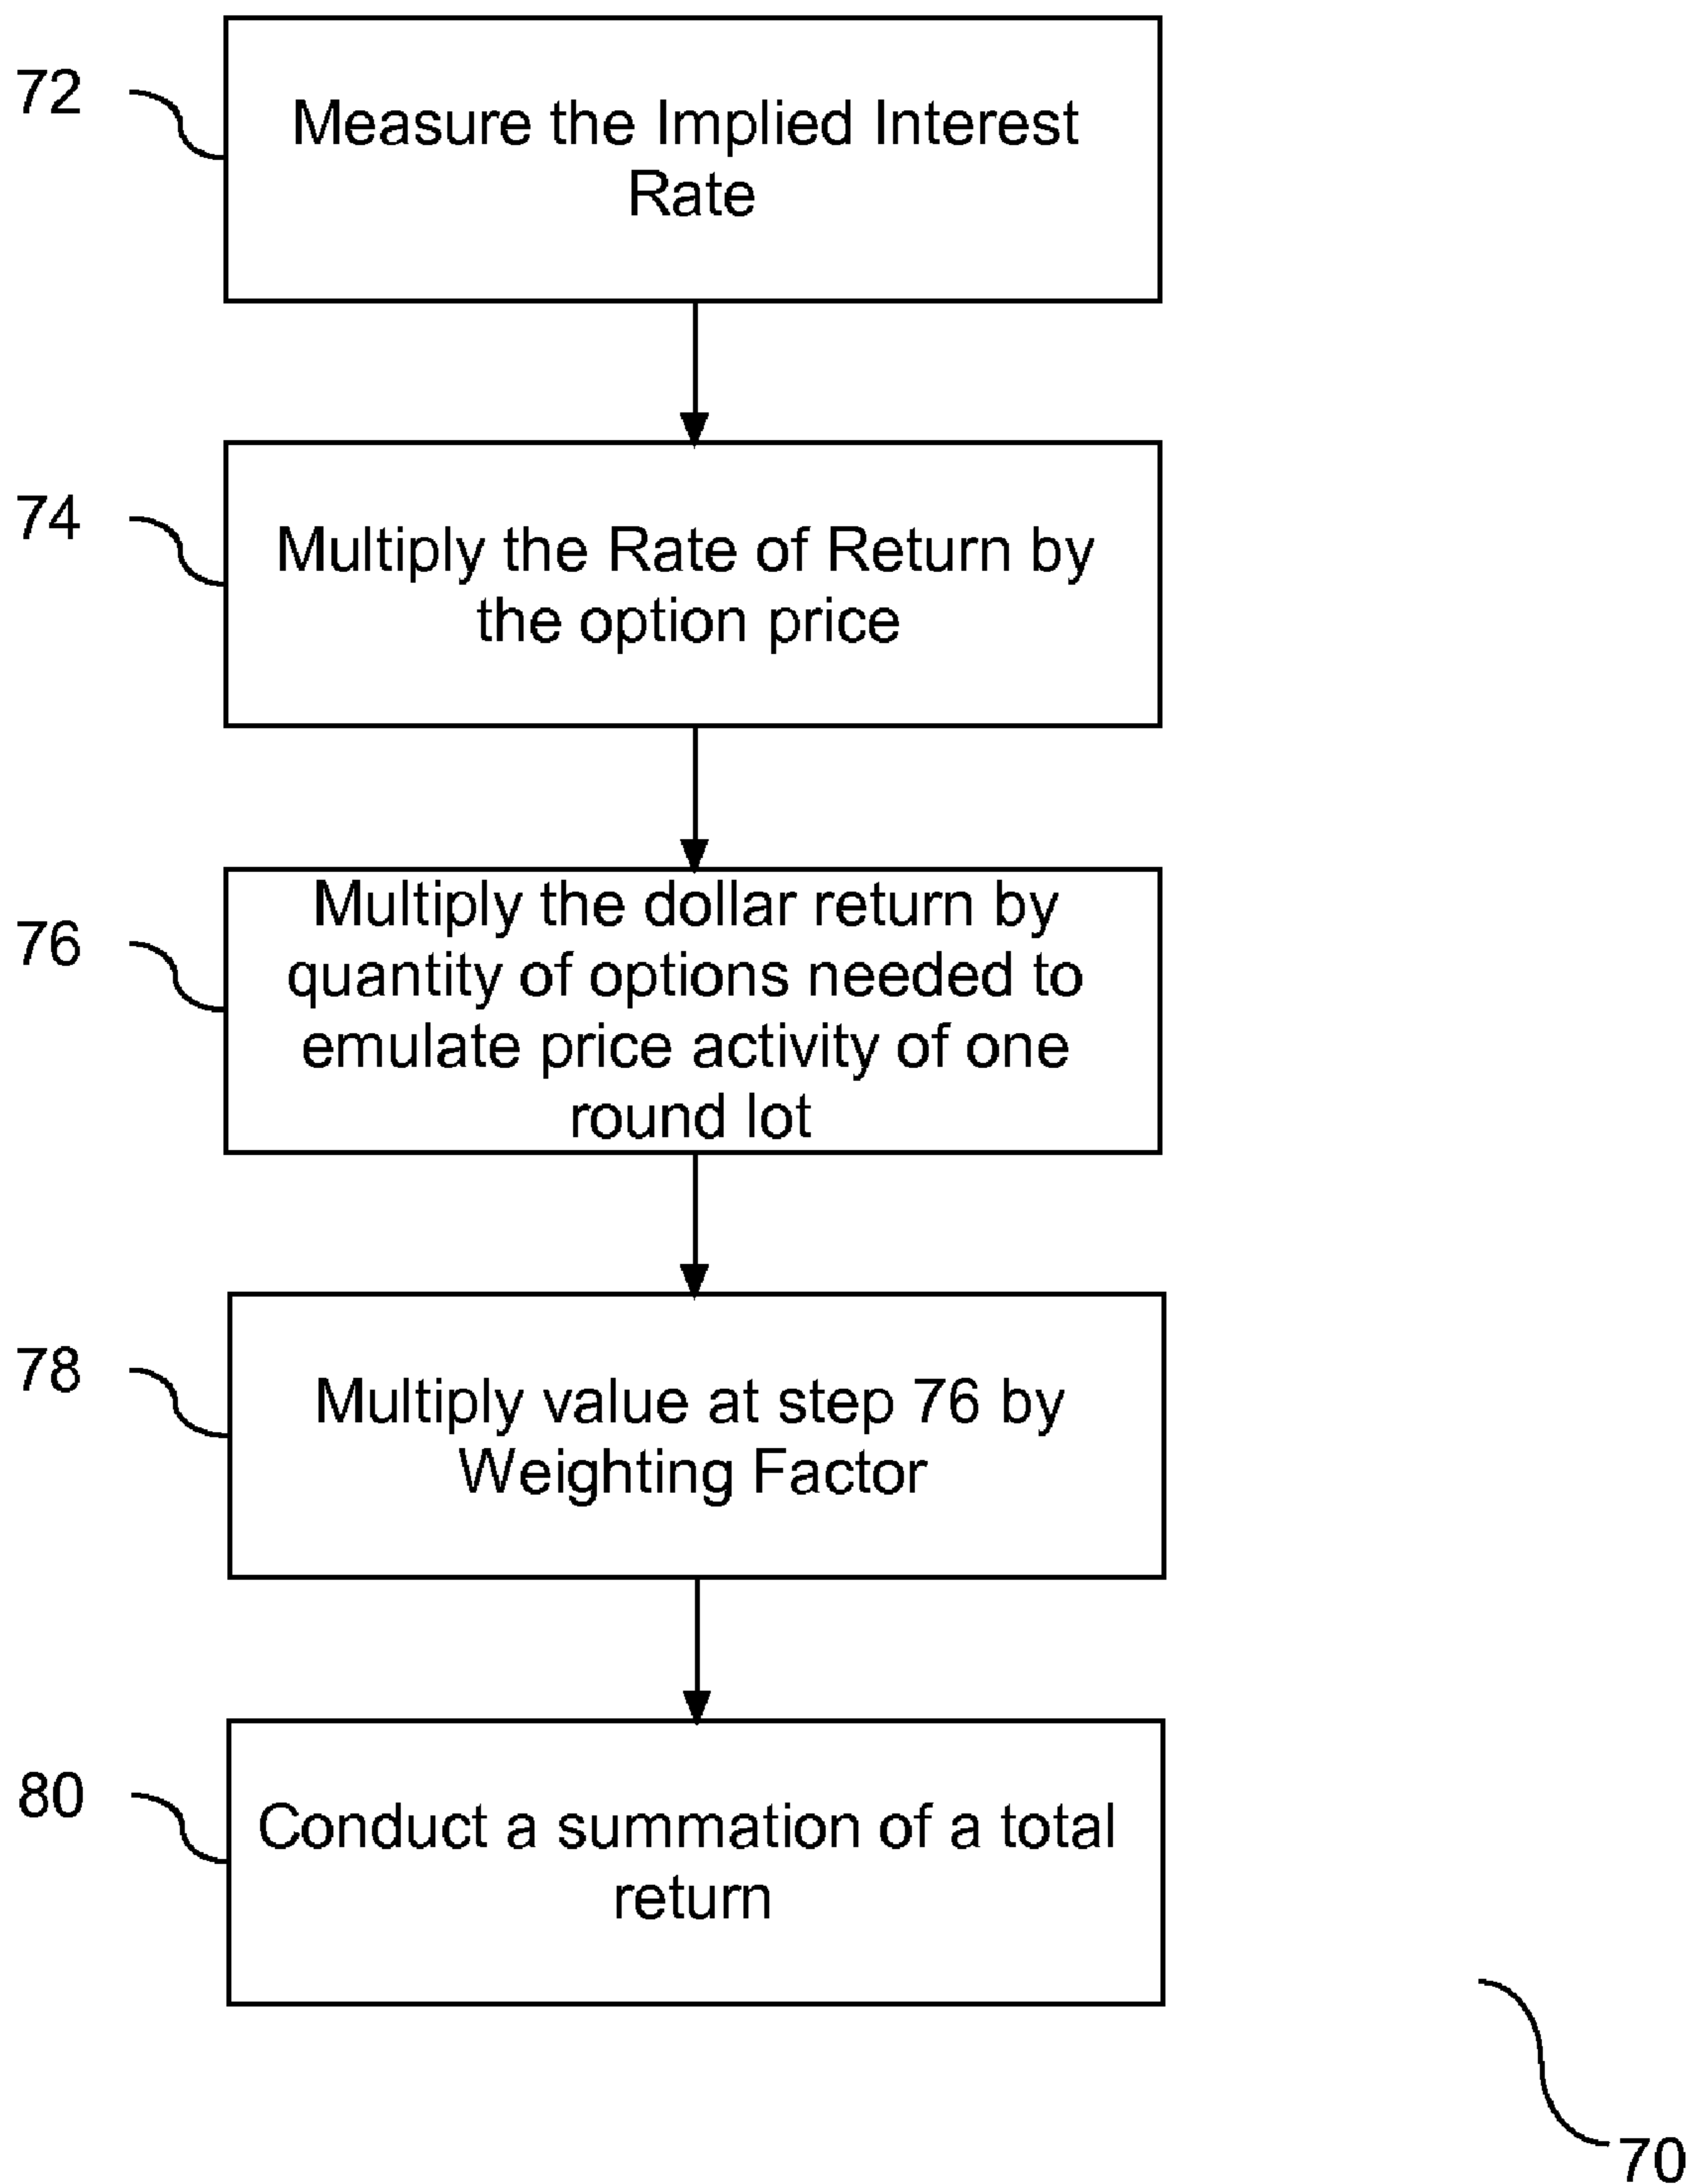 72
Measure the Implied Interest
Rate
74
Multiply the Rate of Return by
the option price
76
Multiply the dollar return by
quantity of options needed to
emulate price activity of one
round lot
78
Multiply value at step 76 by
Weighting Factor
80
Conduct a summation of a total
return
70